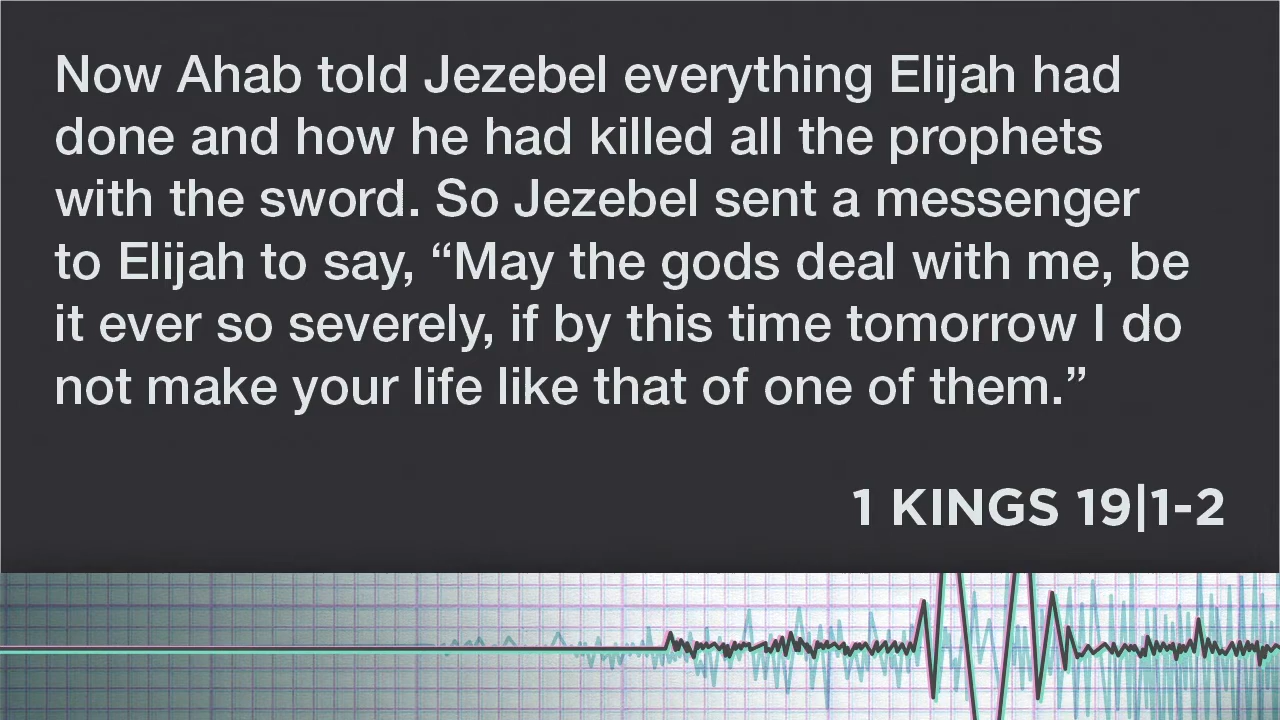 Now Ahab told Jezebel everything Elijah had
done and how he had killed all the prophets
with the sword. So Jezebel sent a messenger
to Elijah to say, “May the gods deal with me, be
it ever so severely, if by this time tomorrow I do
not make your life like that of one of them.”
1 KINGS 19|1-2